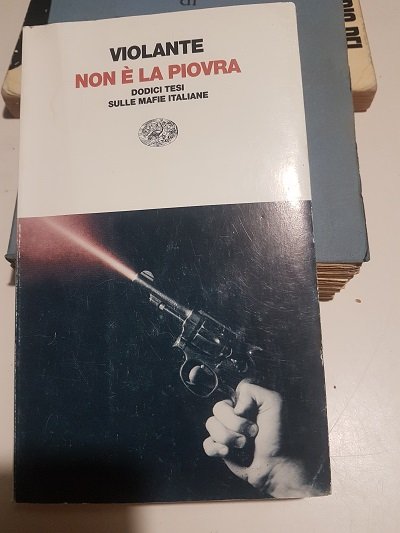 VIOLANTE
NON È LA PIOVRA
DODICI TESI
SULLE MAFIE ITALIANE